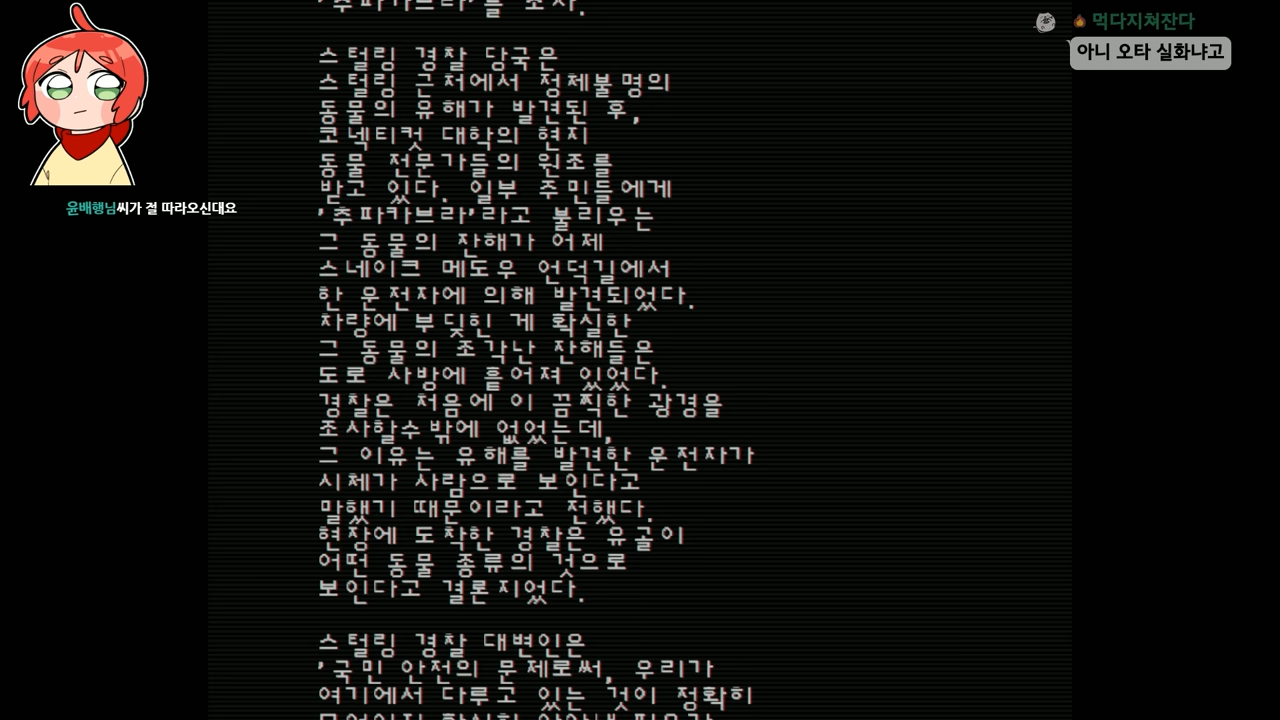 '추파카브라'를 조사.
스털링 경찰 당국은
스털링 근처에서 정체불명의
동물의 유해가 발견된 후,
코넥티컷 대학의 현지
동물 전문가들의 원조를
받고 있다. 일부 주민들에게
'추파카브라'라고 불리우는
그 동물의 잔해가 어제
스네이크 메도우 언덕길에서
한 운전자에 의해 발견되었다.
차량에 부딪힌 게 확실한
그 동물의 조각난 잔해들은
도로 사방에 흩어져 있었다.
경찰은 처음에 이 끔찍한 광경을
조사할수밖에 없었는데,
그 이유는 유해를 발견한 운전자가
시체가 사람으로 보인다고
말했기 때문이라고 전했다.
현장에 도착한 경찰은 유골이
어떤 동물 종류의 것으로
보인다고 결론지었다.
스털링 경찰 대변인은
'국민 안전의 문제로써, 우리가
여기에서 다루고 있는 것이 정확히
윤배행님씨가 절 따라오신대요
먹다지쳐잔다
아니 오타 실화냐고